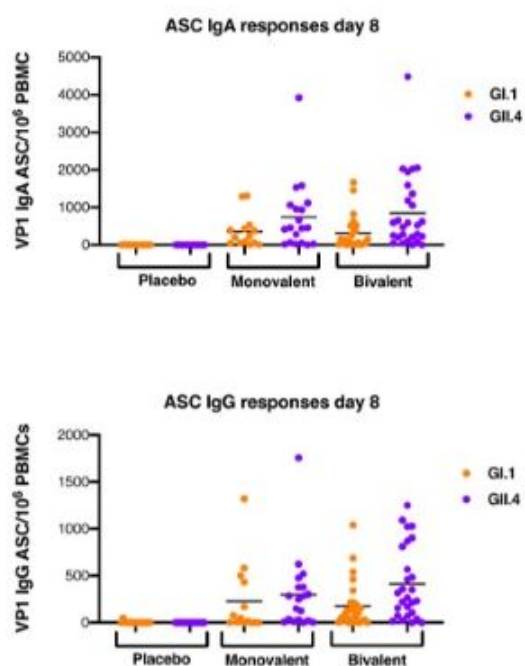 ASC IgA responses day 8
VP1 IgA ASC/10⁶ PBMC
5000
4000
3000
2000
1000
0
GI.1
GII.4
Placebo
Monovalent
Bivalent
ASC IgG responses day 8
VP1 IgG ASC/10⁶ PBMCs
2000
1500
1000
500
0
GI.1
GII.4
Placebo
Monovalent
Bivalent